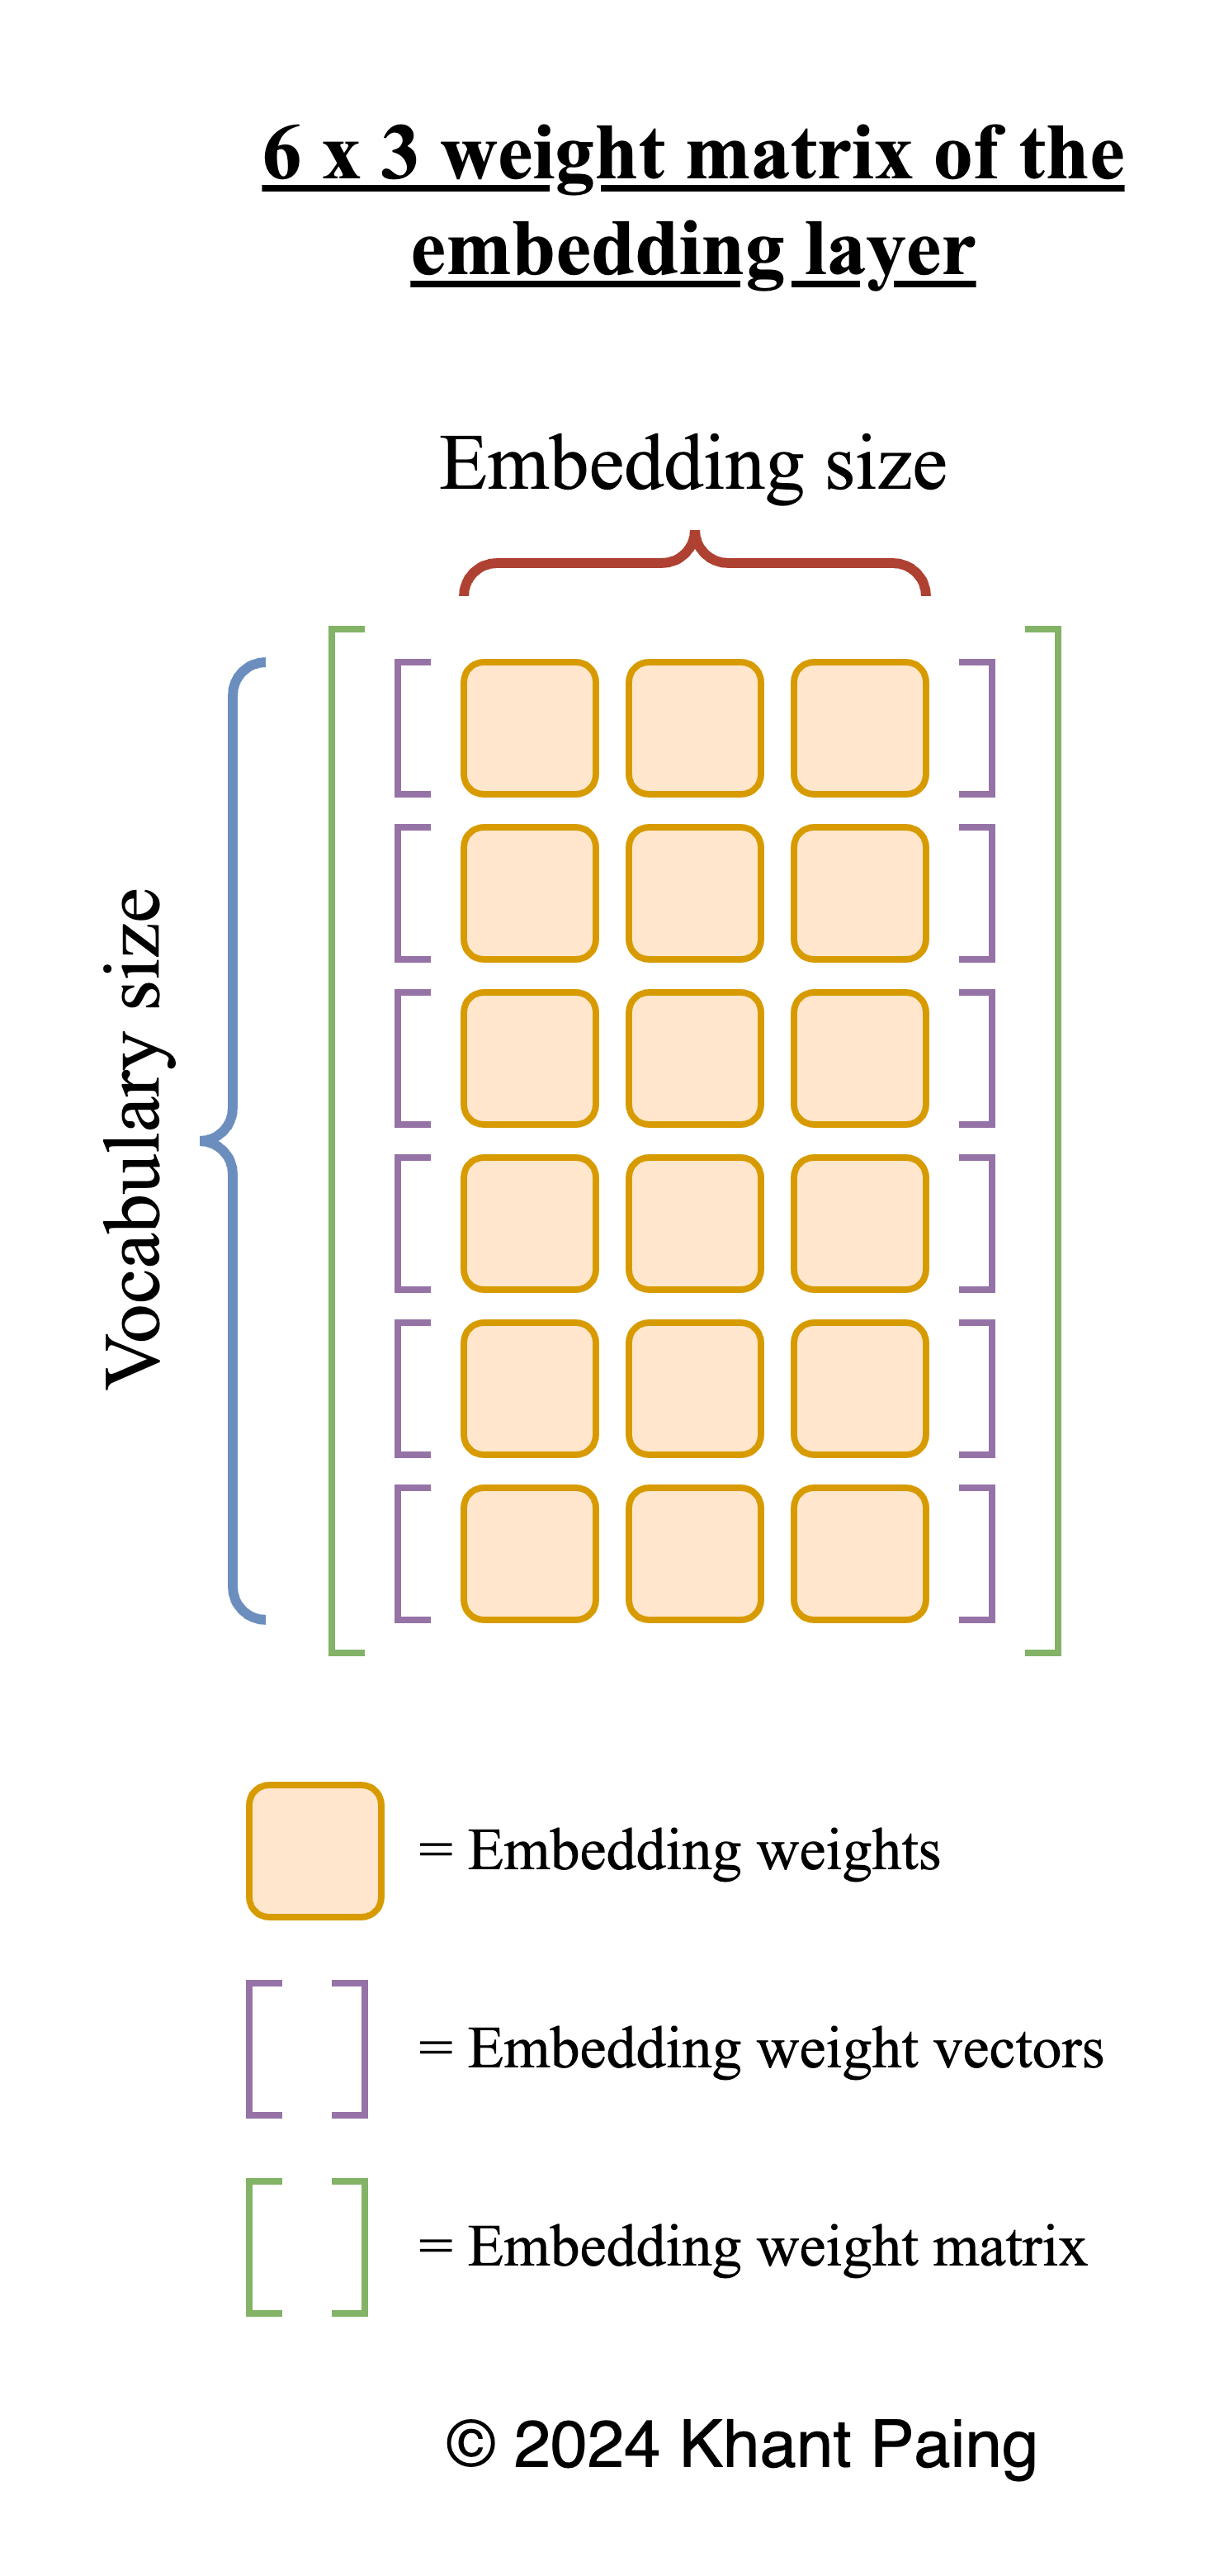 6 x 3 weight matrix of the
embedding layer
Embedding size
Vocabulary size
= Embedding weights
= Embedding weight vectors
= Embedding weight matrix
© 2024 Khant Paing